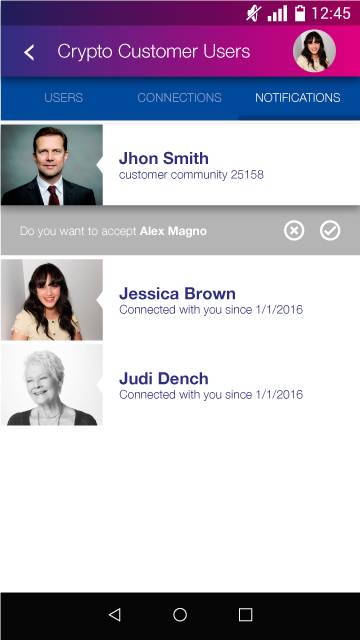 12:45
Crypto Customer Users
USERS
CONNECTIONS
NOTIFICATIONS
Jhon Smith
customer community 25158
Do you want to accept Alex Magno
Jessica Brown
Connected with you since 1/1/2016
Judi Dench
Connected with you since 1/1/2016